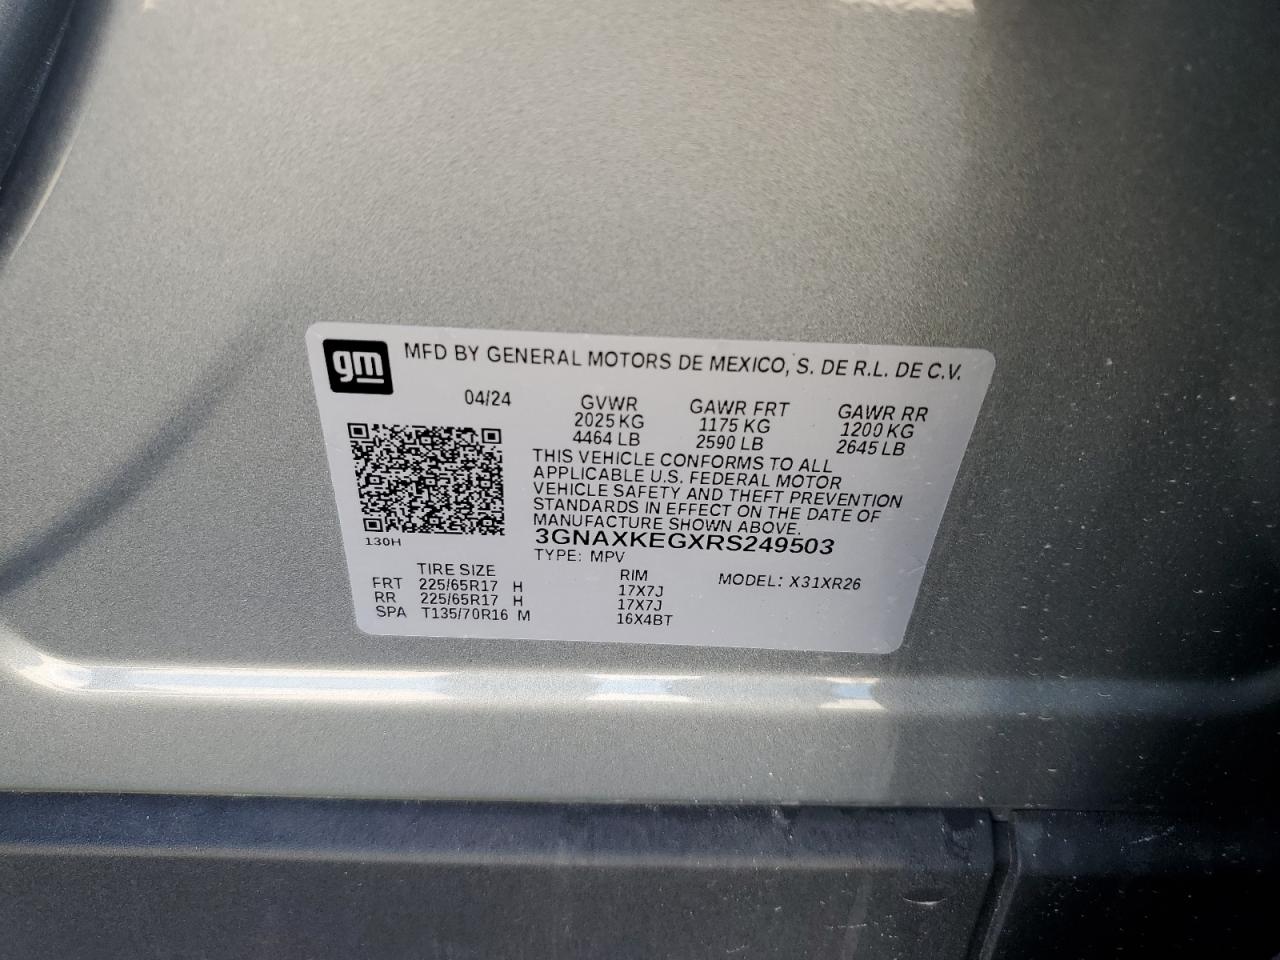 gm MFD BY GENERAL MOTORS DE MEXICO, S. DE R.L. DE C.V.
04/24 GVWR GAWR FRT GAWR RR
2025 KG 1175 KG 1200 KG
4464 LB 2590 LB 2645 LB
THIS VEHICLE CONFORMS TO ALL
APPLICABLE U.S. FEDERAL MOTOR
VEHICLE SAFETY AND THEFT PREVENTION
STANDARDS IN EFFECT ON THE DATE OF
MANUFACTURE SHOWN ABOVE.
130H 3GNAXKEGXRS249503
TYPE: MPV
TIRE SIZE RIM MODEL: X31XR26
FRT 225/65R17 H 17X7J
RR 225/65R17 H 17X7J
SPA T135/70R16 M 16X4BT